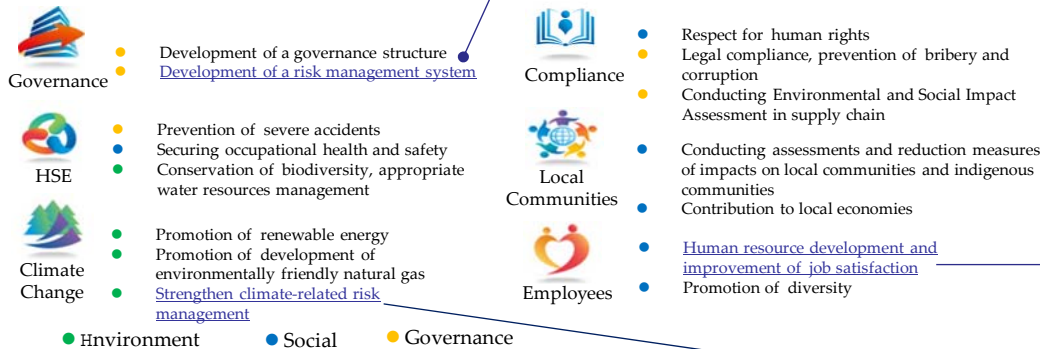 Governance
Development of a governance structure
Development of a risk management system
HSE
Prevention of severe accidents
Securing occupational health and safety
Conservation of biodiversity, appropriate
water resources management
Climate
Change
Promotion of renewable energy
Promotion of development of
environmentally friendly natural gas
Strengthen climate-related risk
management
Compliance
Respect for human rights
Legal compliance, prevention of bribery and
corruption
Conducting Environmental and Social Impact
Assessment in supply chain
Local
Communities
Conducting assessments and reduction measures
of impacts on local communities and indigenous
communities
Contribution to local economies
Employees
Human resource development and
improvement of job satisfaction
Promotion of diversity
Hnvironment
Social
Governance